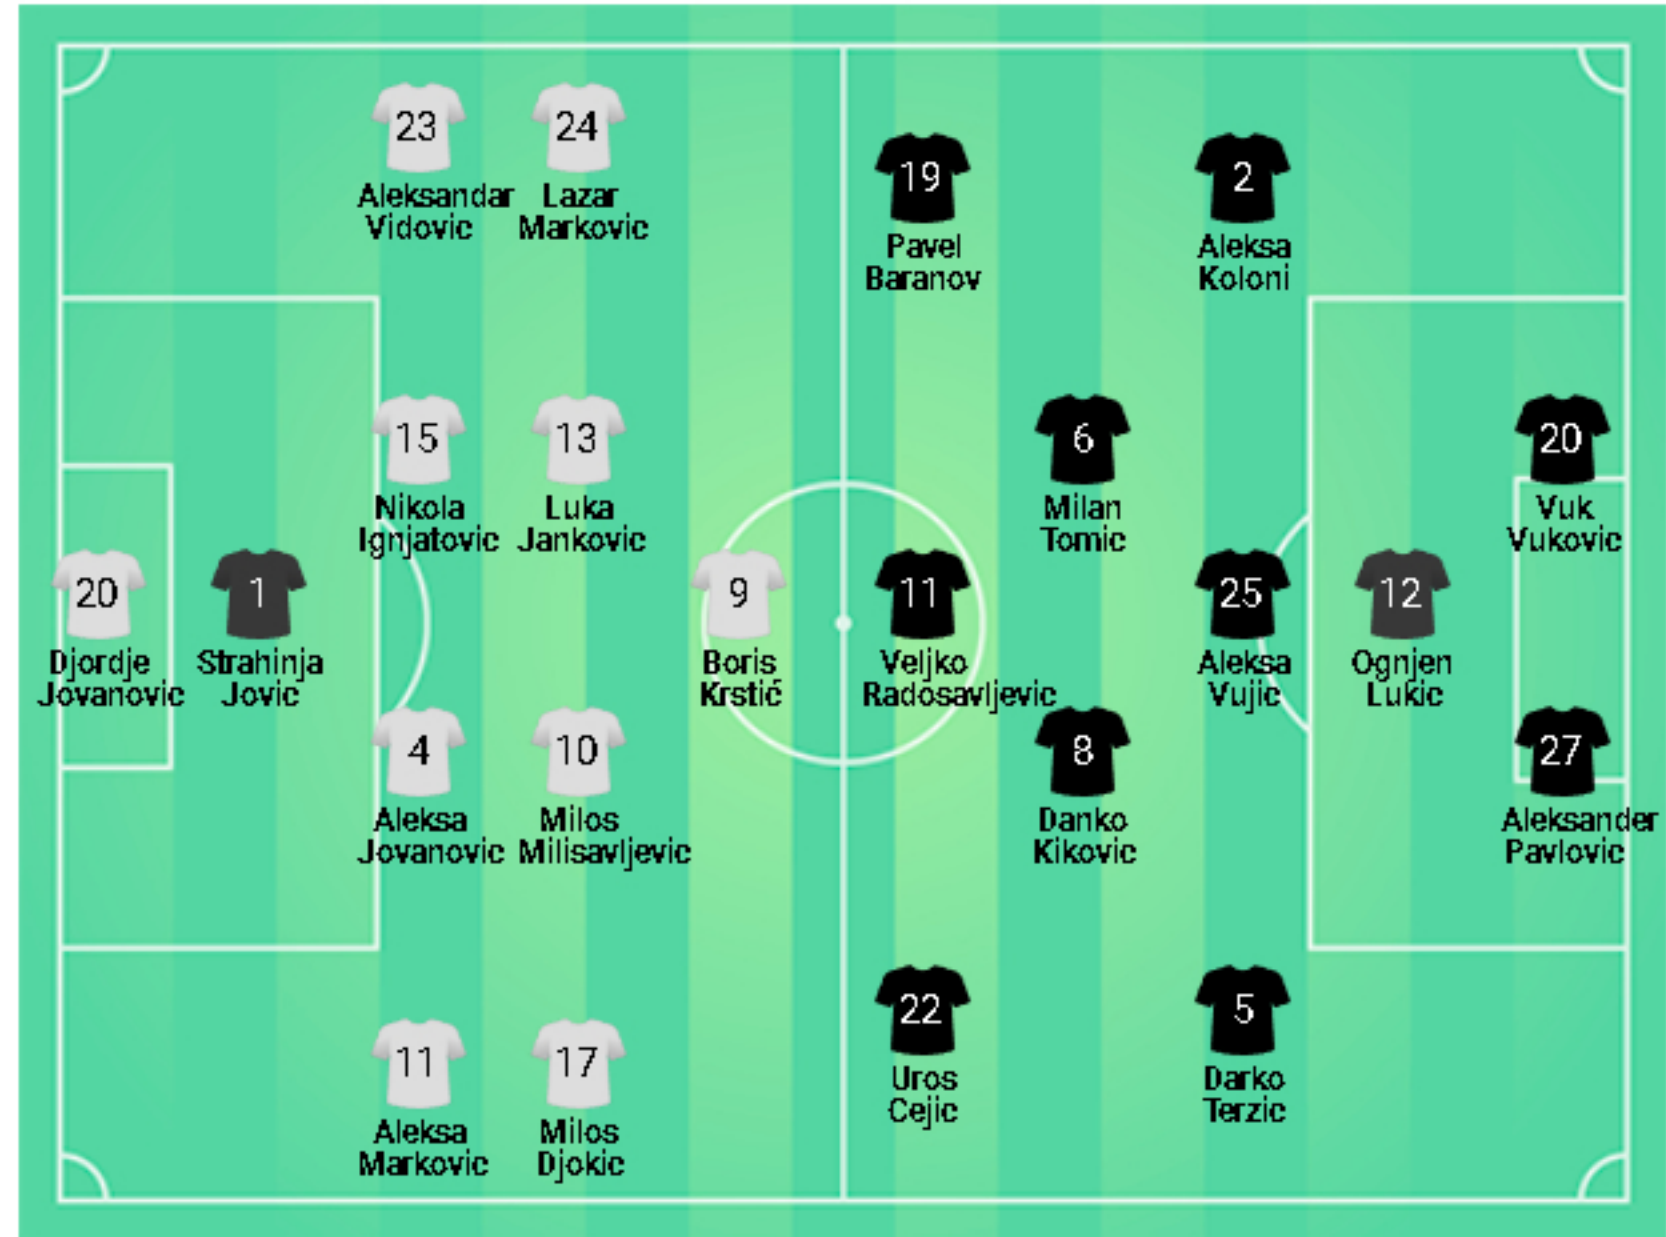 23
Aleksandar
Vidovic
24
Lazar
Markovic
15
Nikola
Ignjatovic
13
Luka
Jankovic
20
Djordje
Jovanovic
1
Strahinja
Jovic
4
Aleksa
Jovanovic
10
Milos
Milisavljevic
9
Boris
Krstić
11
Aleksa
Markovic
17
Milos
Djokic
19
Pavel
Baranov
2
Aleksa
Koloni
6
Milan
Tomic
20
Vuk
Vukovic
11
Veljko
Radosavljevic
25
Aleksa
Vujic
12
Ognjen
Lukic
8
Danko
Kikovic
27
Aleksander
Pavlovic
22
Uros
Cejic
5
Darko
Terzic